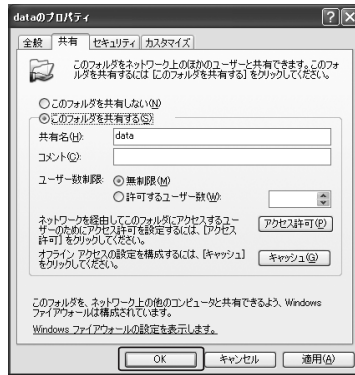 dataのプロパティ
全般 共有 セキュリティ カスタマイズ
このフォルダをネットワーク上のほかのユーザーと共有できます。このフォ
ルダを共有するには [このフォルダを共有する] をクリックしてください。
このフォルダを共有しない(N)
このフォルダを共有する(S)
共有名(H): data
コメント(C):
ユーザー数制限: 無制限(M)
許可するユーザー数(W):
ネットワークを経由してこのフォルダにアクセスするユー
ザーのためにアクセス許可を設定するには、[アクセス
許可] をクリックしてください。
アクセス許可(P)
オフライン アクセスの設定を構成するには、[キャッシュ]
をクリックしてください。
キャッシュ(G)
このフォルダを、ネットワーク上の他のコンピュータと共有できるよう、Windows
ファイアウォールは構成されています。
Windows ファイアウォールの設定を表示します。
OK キャンセル 適用(A)